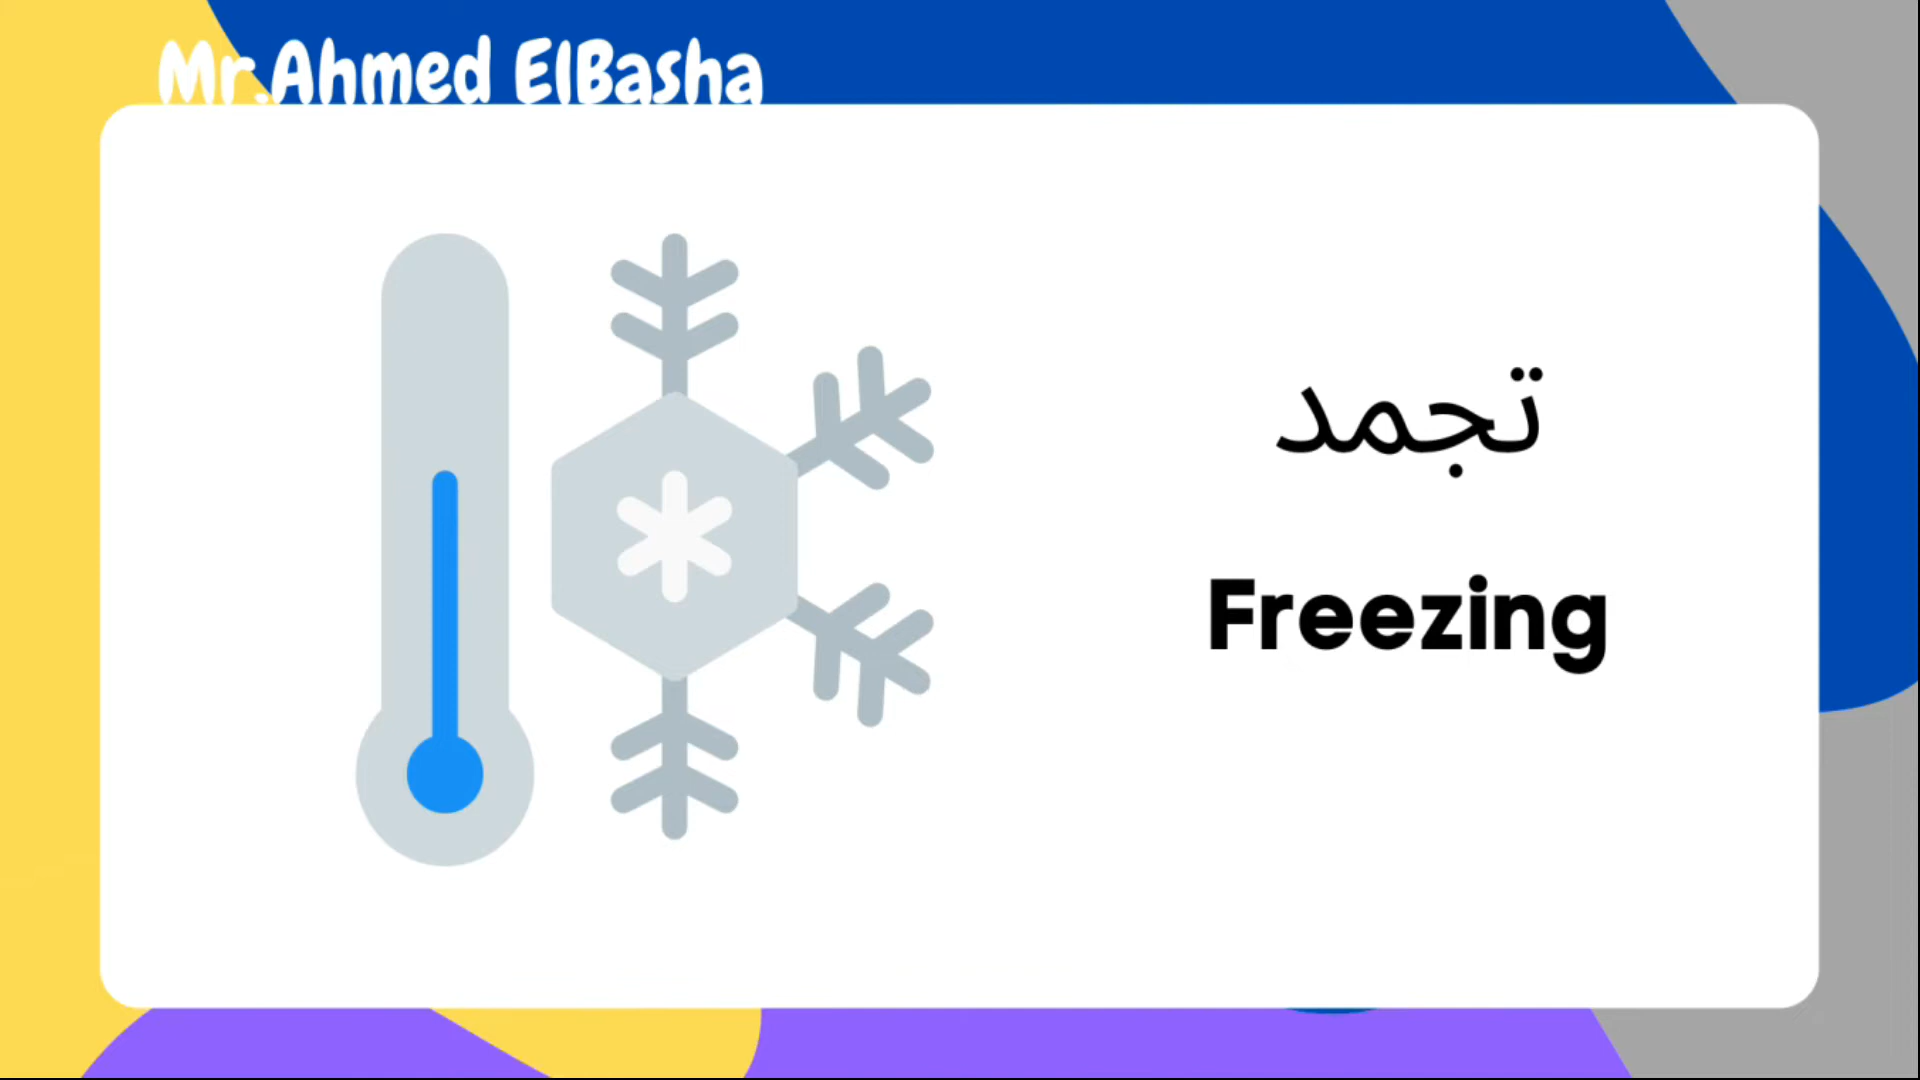 Mr.Ahmed ElBasha
تجمد
Freezing